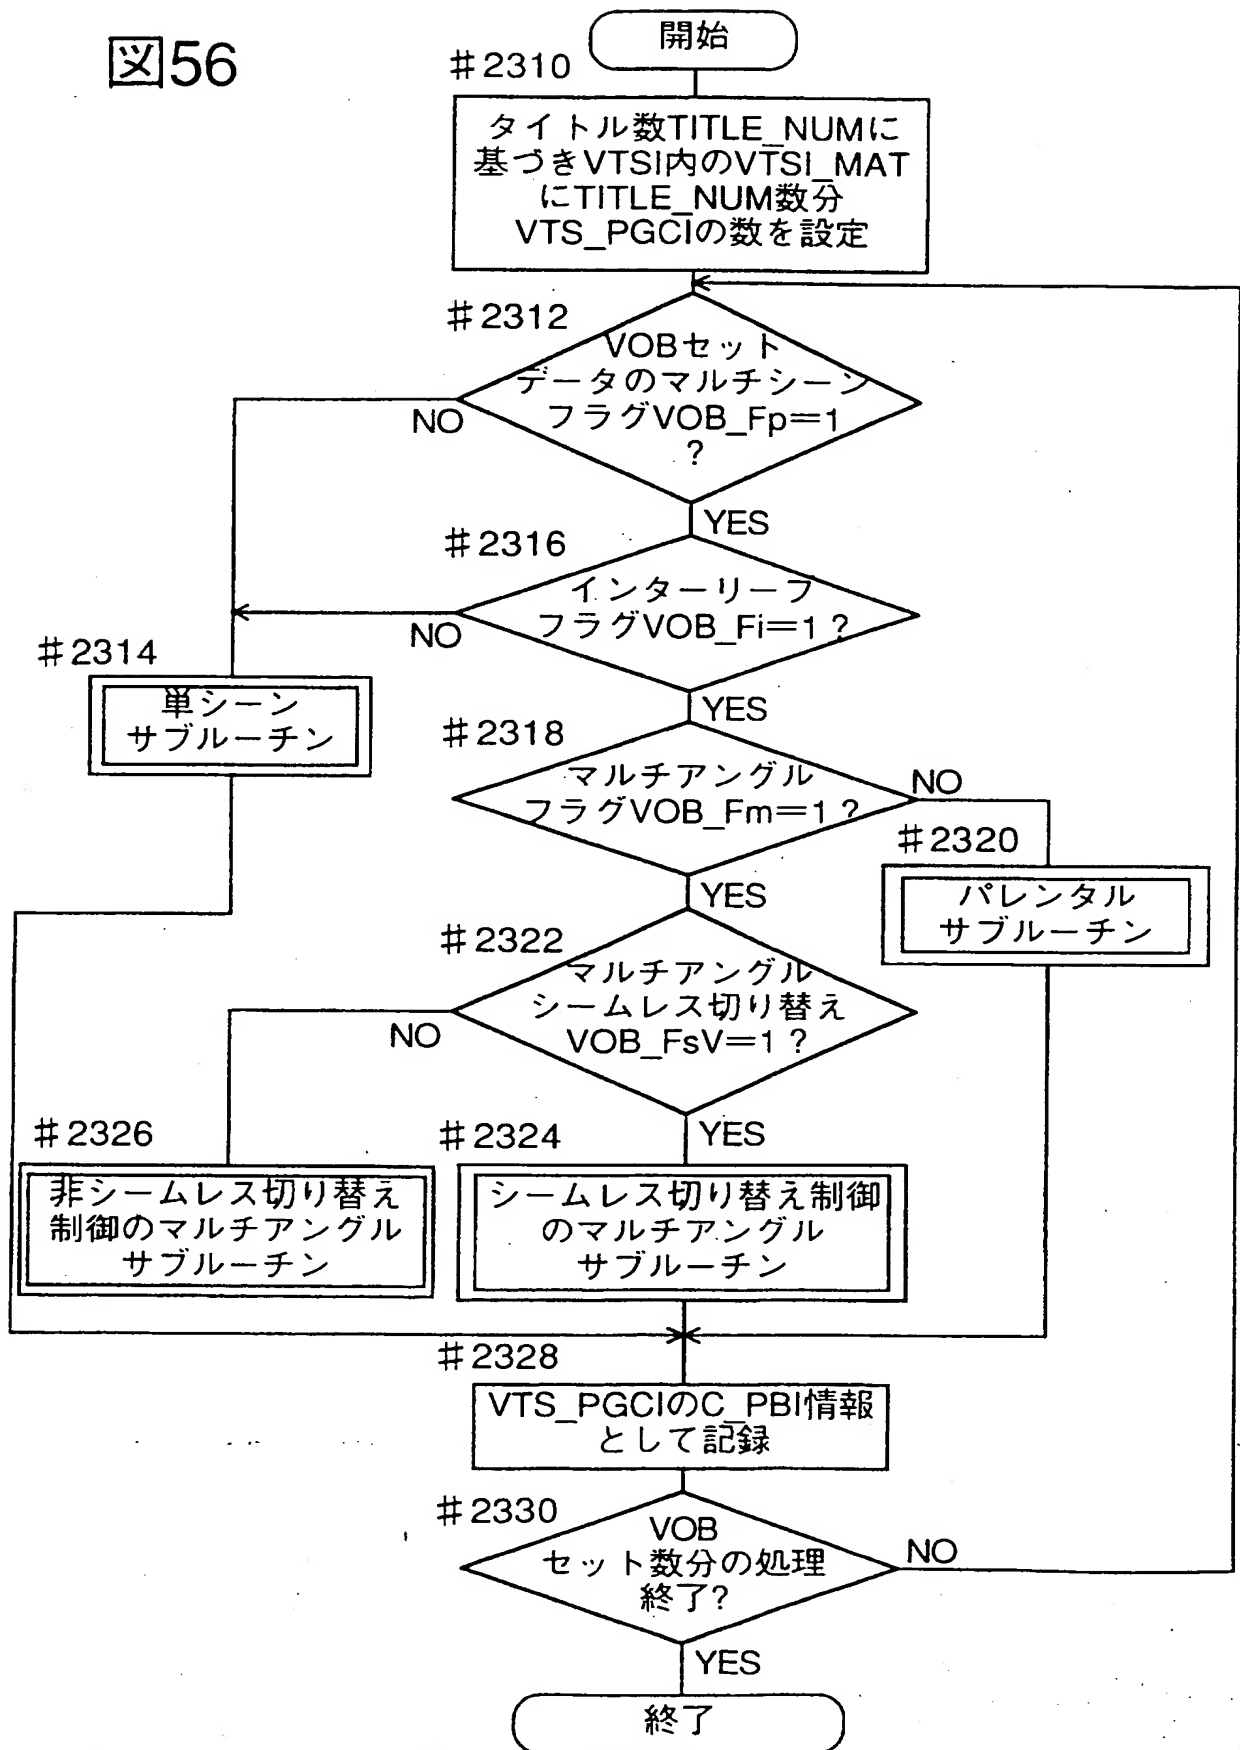 図56
開始
#2310
タイトル数TITLE_NUMに
基づきVTSI内のVTSI_MAT
にTITLE_NUM数分
VTS_PGCIの数を設定
#2312
VOBセット
データのマルチシーン
フラグVOB_Fp=1
?
NO
YES
#2316
インターリーフ
フラグVOB_Fi=1?
NO
YES
#2314
単シーン
サブルーチン
#2318
マルチアングル
フラグVOB_Fm=1?
NO
YES
#2320
パレンタル
サブルーチン
#2322
マルチアングル
シームレス切り替え
VOB_FsV=1?
NO
YES
#2326
非シームレス切り替え
制御のマルチアングル
サブルーチン
#2324
シームレス切り替え制御
のマルチアングル
サブルーチン
#2328
VTS_PGCIのC_PBI情報
として記録
#2330
VOB
セット数分の処理
終了?
NO
YES
終了